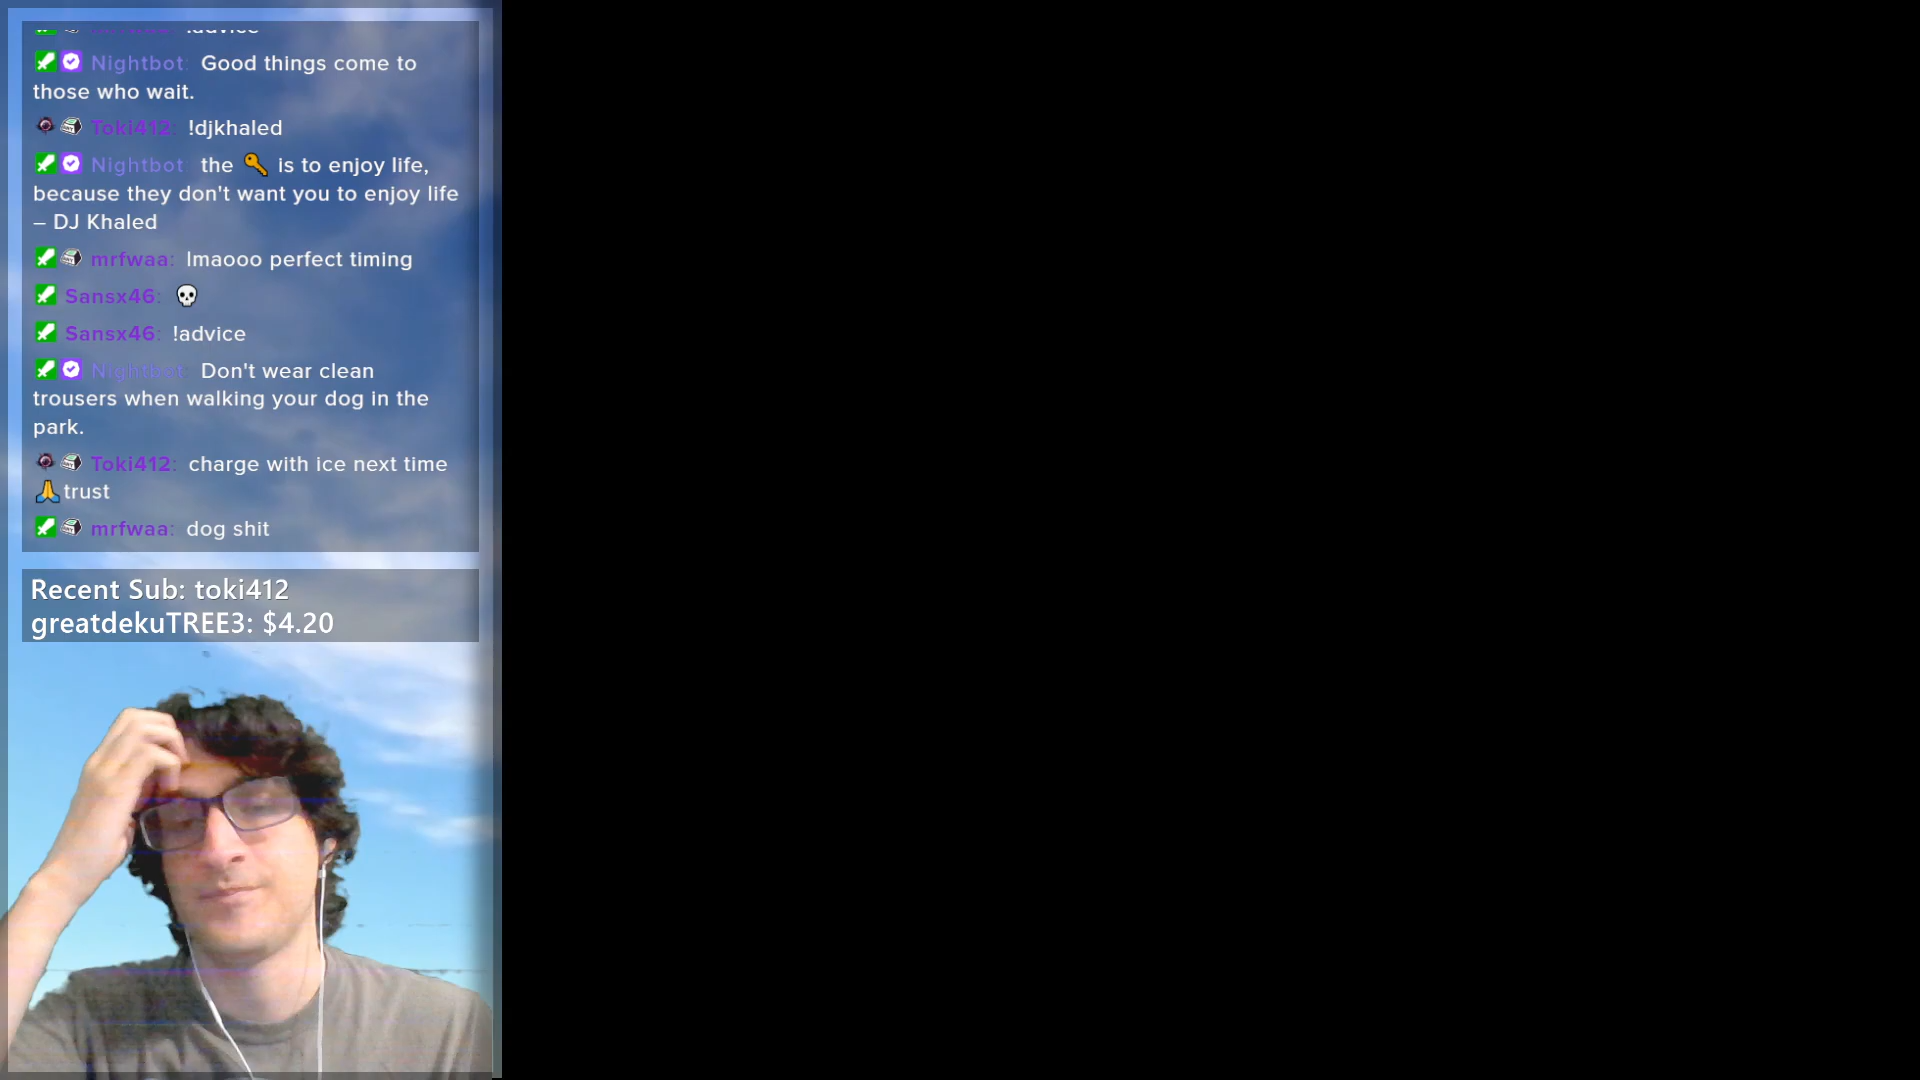 !advice
Nightbot: Good things come to
those who wait.
Toki412: !djkhaled
Nightbot: the 🔑 is to enjoy life,
because they don't want you to enjoy life
– DJ Khaled
mrfwaa: lmaooo perfect timing
Sansx46: 💀
Sansx46: !advice
Nightbot: Don't wear clean
trousers when walking your dog in the
park.
Toki412: charge with ice next time
🙏trust
mrfwaa: dog shit
Recent Sub: toki412
greatdekuTREE3: $4.20